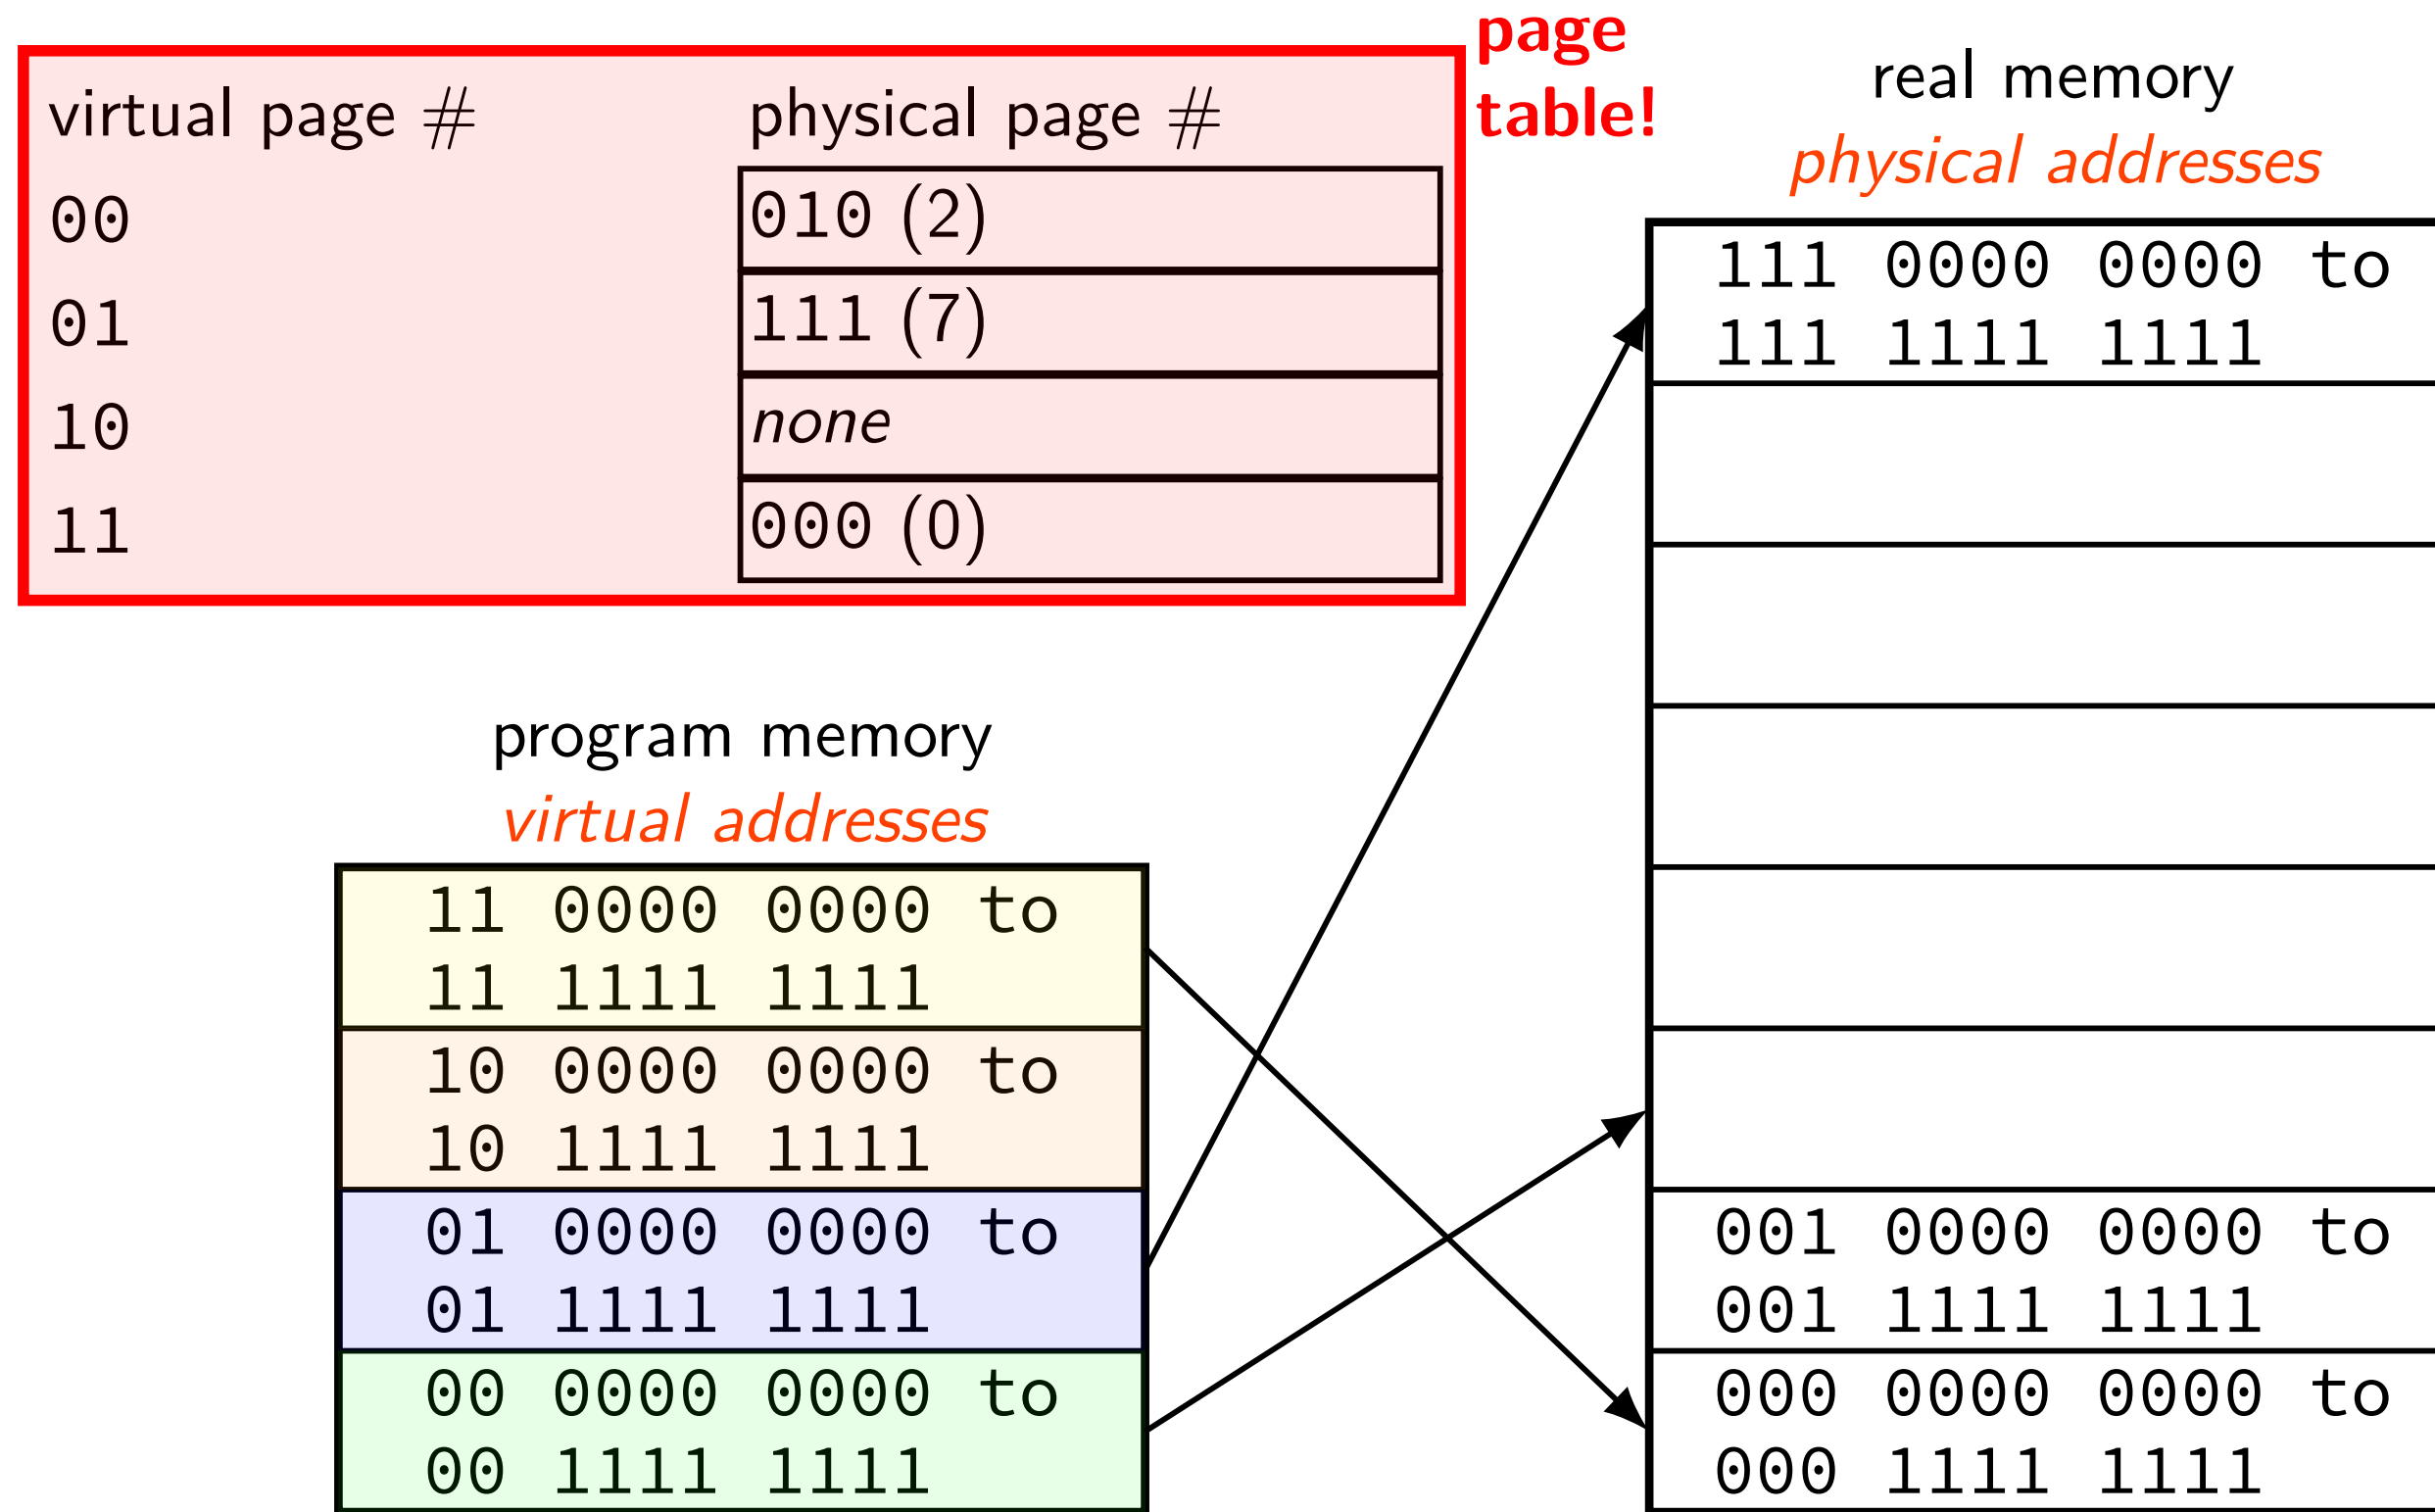 page
table!
virtual page # physical page #
00 010 (2)
01 111 (7)
10 none
11 000 (0)
real memory
physical addresses
111 0000 0000 to
111 1111 1111
001 0000 0000 to
001 1111 1111
000 0000 0000 to
000 1111 1111
program memory
virtual addresses
11 0000 0000 to
11 1111 1111
10 0000 0000 to
10 1111 1111
01 0000 0000 to
01 1111 1111
00 0000 0000 to
00 1111 1111